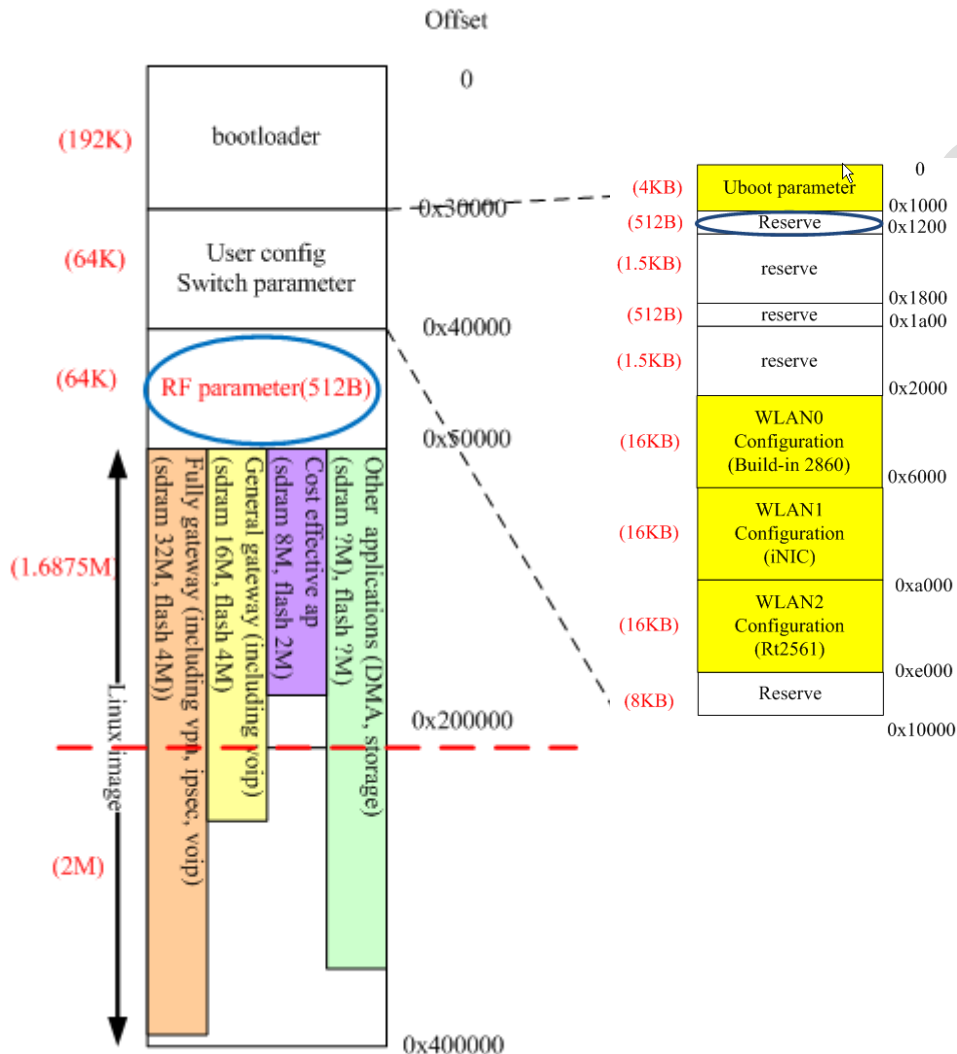 Offset
0
(192K)
bootloader
0x30000
(64K)
User config
Switch parameter
0x40000
(64K)
RF parameter(512B)
0x50000
(1.6875M)
Linux image
(2M)
Fully gateway (including vpn, ipsec, voip)
(sdram 32M, flash 4M))
General gateway (including voip)
(sdram 16M, flash 4M)
Cost effective ap
(sdram 8M, flash 2M)
Other applications (DMA, storage)
(sdram ?M), flash ?M)
0x200000
0x400000
0
(4KB)
Uboot parameter
0x1000
(512B)
Reserve
0x1200
(1.5KB)
reserve
0x1800
(512B)
reserve
0x1a00
(1.5KB)
reserve
0x2000
(16KB)
WLAN0
Configuration
(Build-in 2860)
0x6000
(16KB)
WLAN1
Configuration
(iNIC)
0xa000
(16KB)
WLAN2
Configuration
(Rt2561)
0xe000
(8KB)
Reserve
0x10000